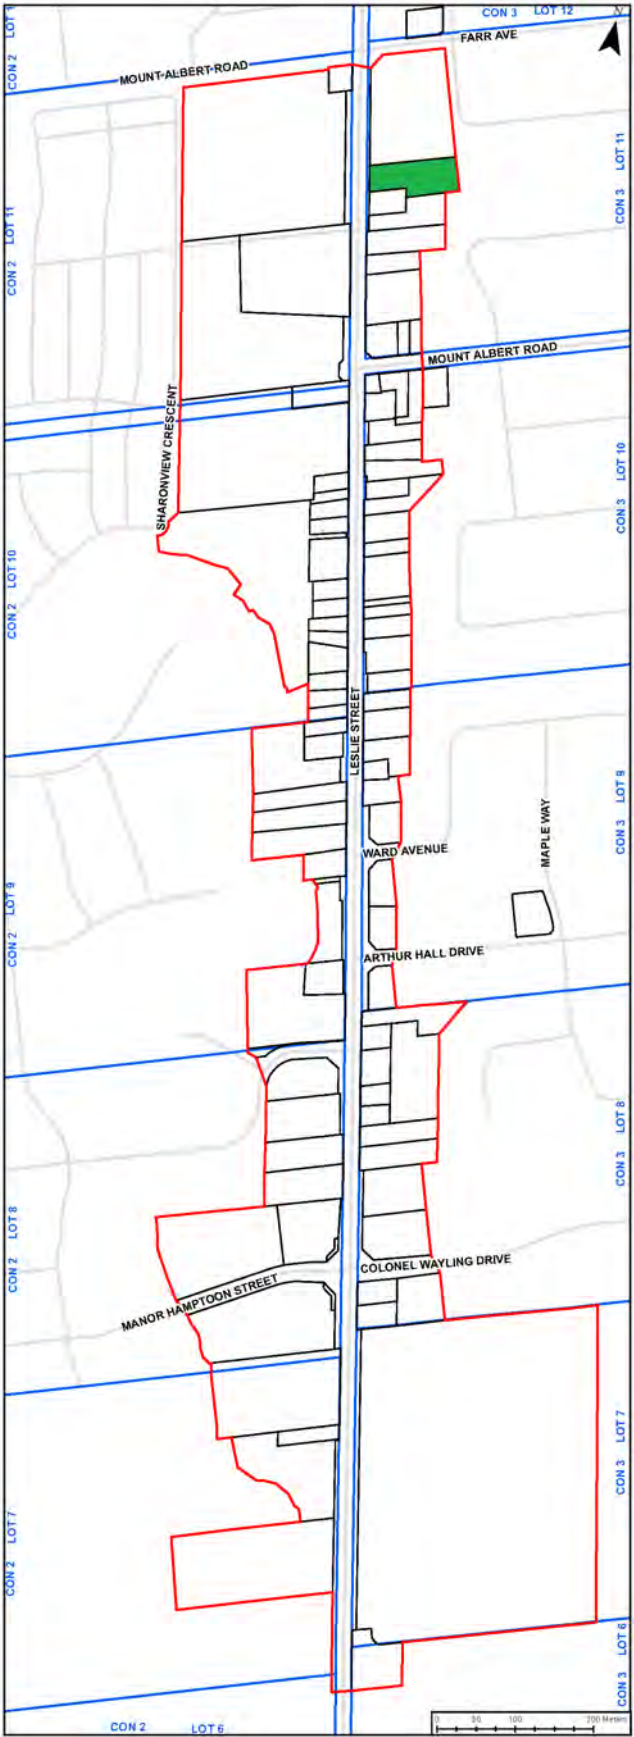 CON 3 LOT 12
N
FARR AVE
MOUNT ALBERT ROAD
CON 2 LOT 1
CON 3 LOT 11
CON 2 LOT 11
MOUNT ALBERT ROAD
SHARONVIEW CRESCENT
CON 3 LOT 10
CON 2 LOT 10
LESLIE STREET
CON 3 LOT 9
MAPLE WAY
WARD AVENUE
CON 2 LOT 9
ARTHUR HALL DRIVE
CON 3 LOT 8
CON 2 LOT 8
COLONEL WAYLING DRIVE
MANOR HAMPTOON STREET
CON 3 LOT 7
CON 2 LOT 7
CON 3 LOT 6
0 50 100 200 Meters
CON 2 LOT 6